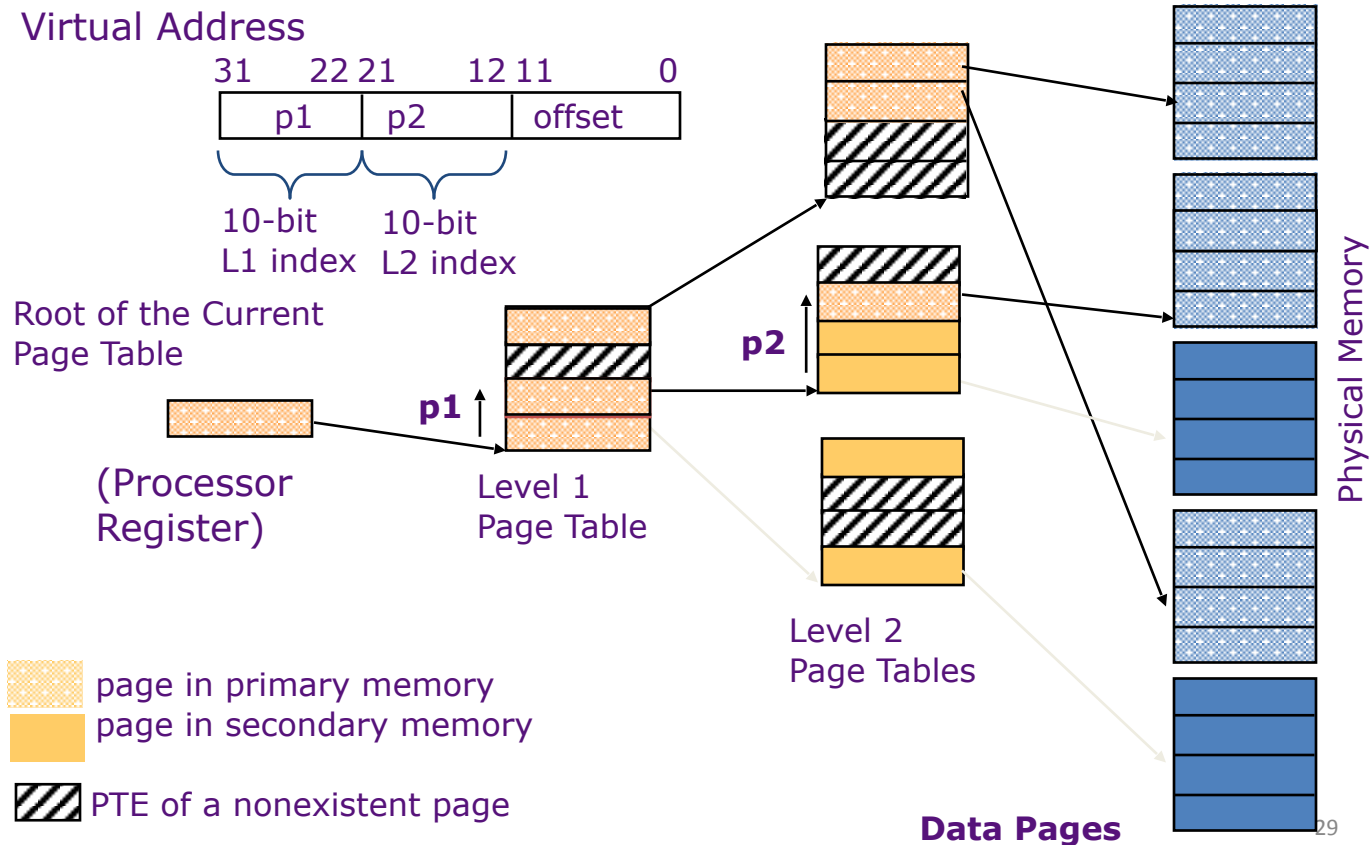 Virtual Address
31 22 21 12 11 0
p1 p2 offset
10-bit
L1 index
10-bit
L2 index
Root of the Current
Page Table
(Processor
Register)
p1
Level 1
Page Table
p2
Level 2
Page Tables
Physical Memory
page in primary memory
page in secondary memory
PTE of a nonexistent page
Data Pages
29